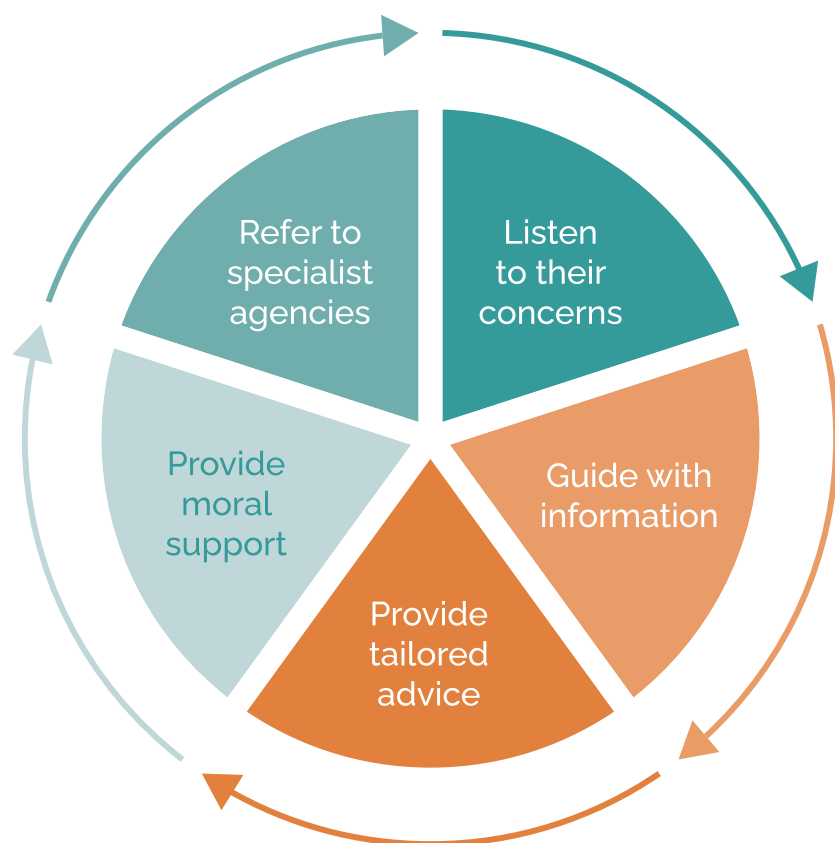 Listen
to their
concerns
Guide with
information
Provide
tailored
advice
Provide
moral
support
Refer to
specialist
agencies